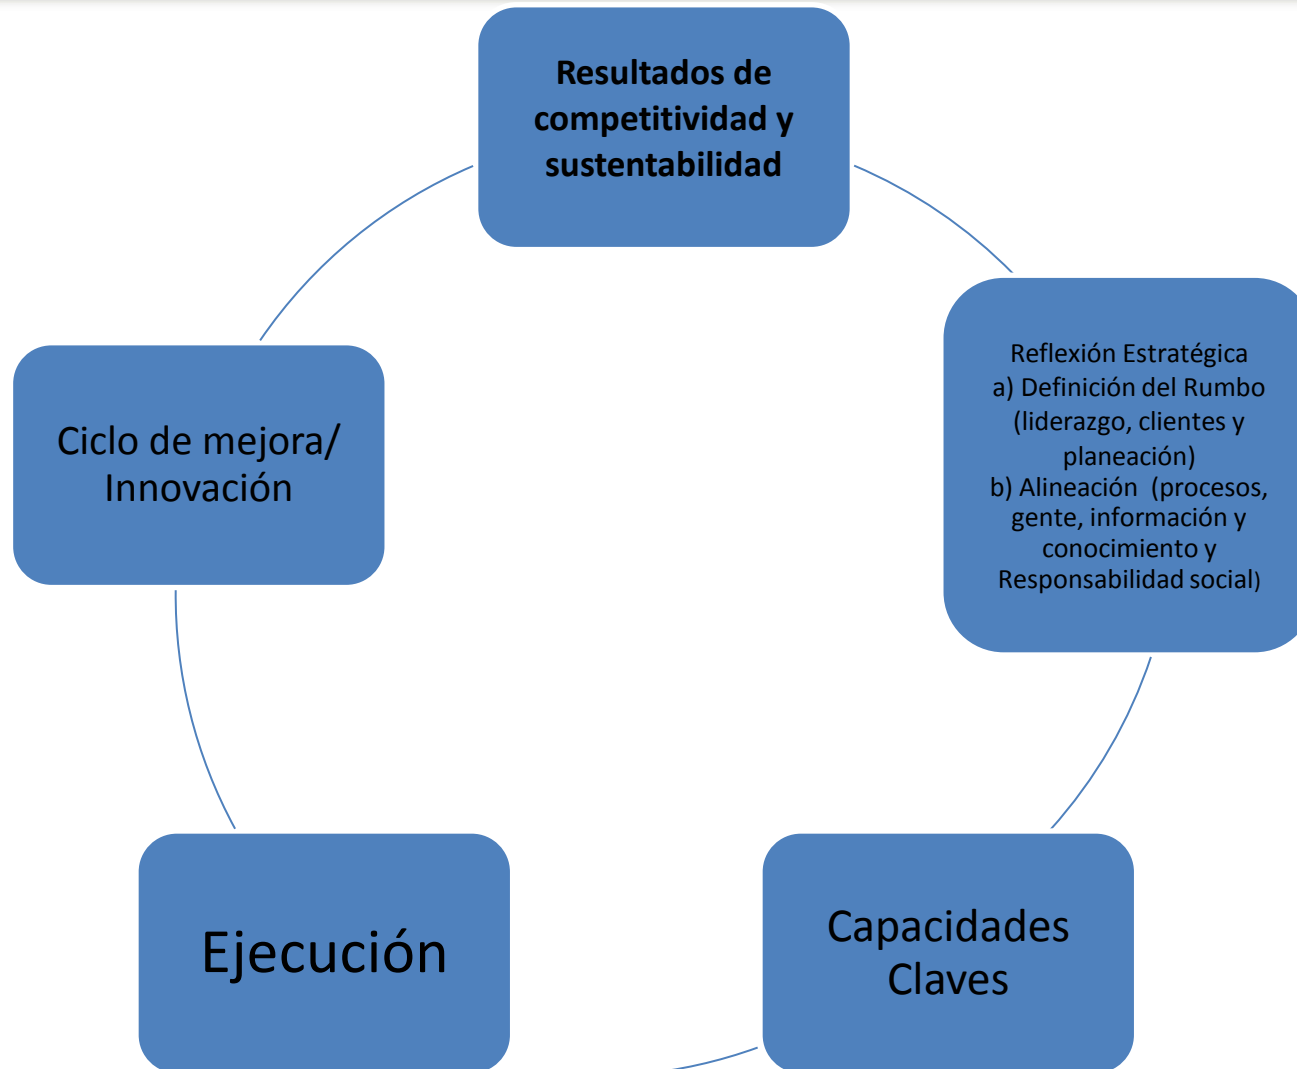 Resultados de
competitividad y
sustentabilidad
Reflexión Estratégica
a) Definición del Rumbo
(liderazgo, clientes y
planeación)
b) Alineación  (procesos,
gente, información y
conocimiento y
Responsabilidad social)
Capacidades
Claves
Ejecución
Ciclo de mejora/
Innovación